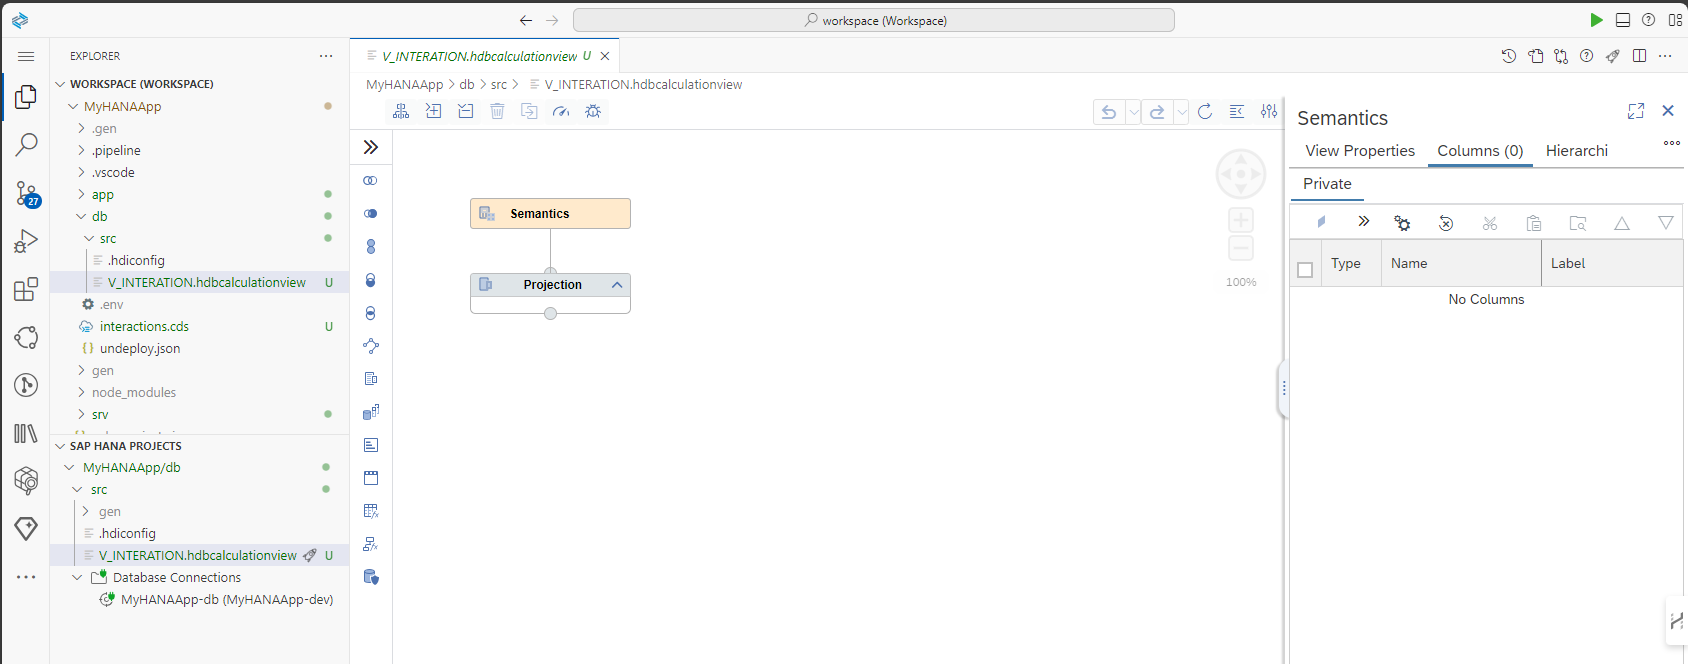 workspace (Workspace)
EXPLORER
V_INTERATION.hdbcalculationview U
WORKSPACE (WORKSPACE)
MyHANAApp > db > src > V_INTERATION.hdbcalculationview
MyHANAApp
.gen
.pipeline
.vscode
app
db
src
.hdiconfig
V_INTERATION.hdbcalculationview U
.env
interactions.cds U
undeploy.json
gen
node_modules
srv
27
SAP HANA PROJECTS
MyHANAApp/db
src
gen
.hdiconfig
V_INTERATION.hdbcalculationview U
Database Connections
MyHANAApp-db (MyHANAApp-dev)
Semantics
Projection
100%
Semantics
View Properties Columns (0) Hierarchi
Private
Type Name Label
No Columns